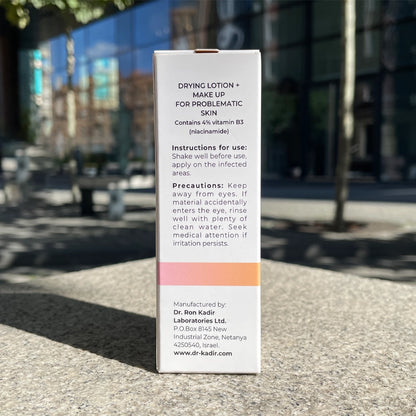 DRYING LOTION +
MAKE UP
FOR PROBLEMATIC
SKIN
Contains 4% vitamin B3
(niacinamide)
Instructions for use:
Shake well before use,
apply on the infected
areas.
Precautions: Keep
away from eyes. If
material accidentally
enters the eye, rinse
well with plenty of
clean water. Seek
medical attention if
irritation persists.
Manufactured by:
Dr. Ron Kadir
Laboratories Ltd.
P.O.Box 8145 New
Industrial Zone, Netanya
4250540, Israel.
www.dr-kadir.com